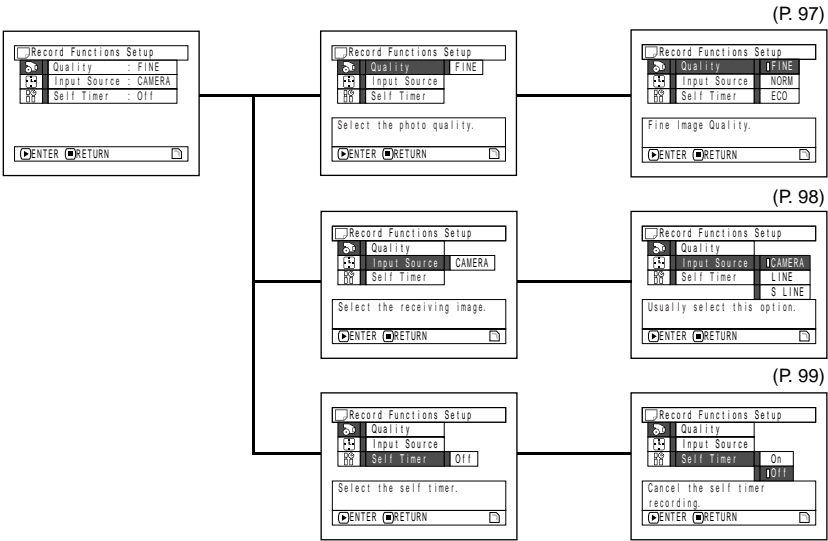 (P. 97)
Record Functions Setup
Quality : FINE
Input Source : CAMERA
Self Timer : Off
ENTER RETURN
Record Functions Setup
Quality FINE
Input Source
Self Timer
Select the photo quality.
ENTER RETURN
Record Functions Setup
Quality FINE
Input Source NORM
Self Timer ECO
Fine Image Quality.
ENTER RETURN
(P. 98)
Record Functions Setup
Quality
Input Source CAMERA
Self Timer
Select the receiving image.
ENTER RETURN
Record Functions Setup
Quality
Input Source CAMERA
Self Timer LINE
S LINE
Usually select this option.
ENTER RETURN
(P. 99)
Record Functions Setup
Quality
Input Source
Self Timer Off
Select the self timer.
ENTER RETURN
Record Functions Setup
Quality
Input Source
Self Timer On
Off
Cancel the self timer
recording.
ENTER RETURN